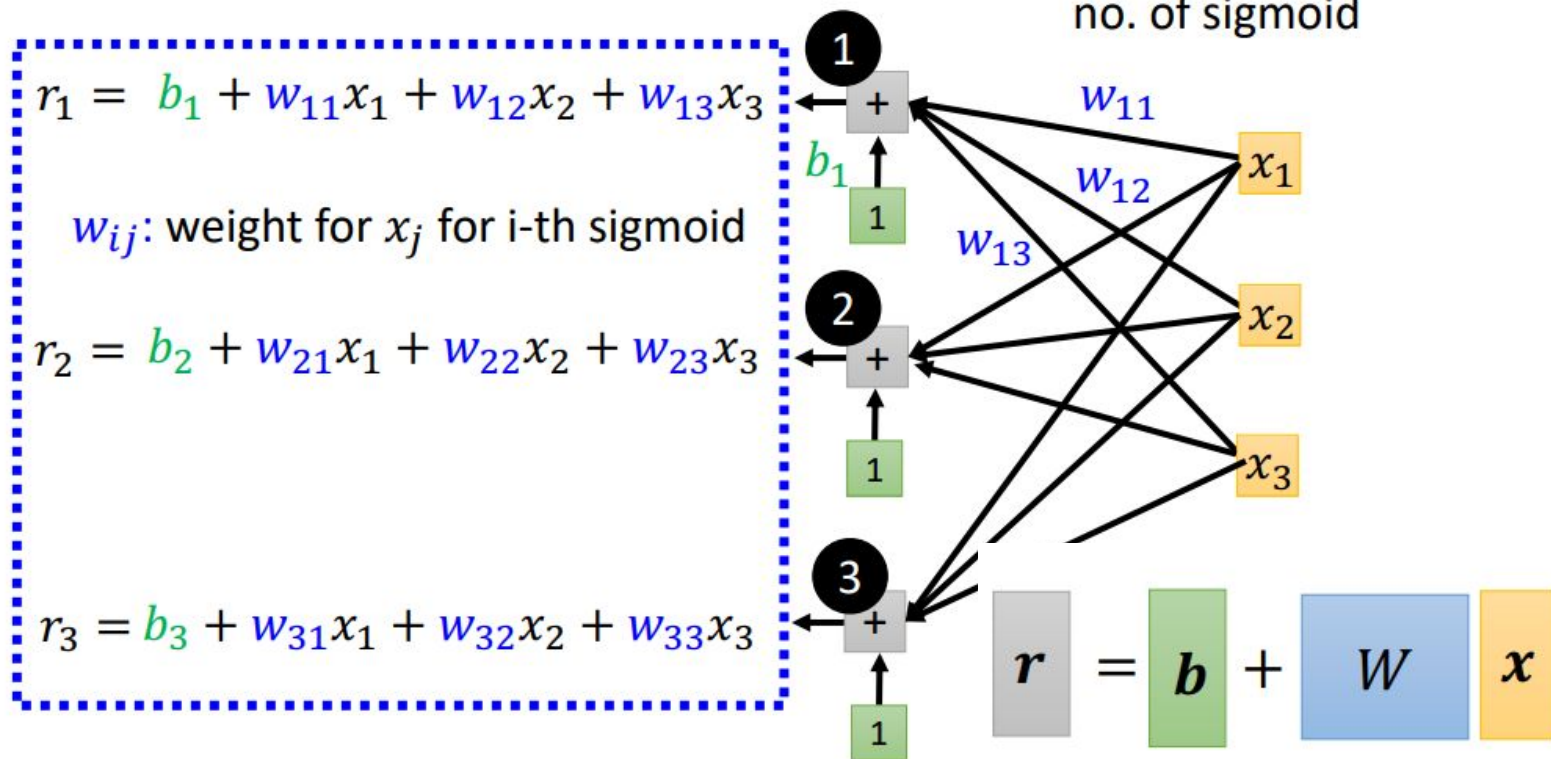 no. of sigmoid
1
r₁ = b₁ + w₁₁x₁ + w₁₂x₂ + w₁₃x₃
+
w₁₁
x₁
b₁
w₁₂
1
wᵢⱼ: weight for xⱼ for i-th sigmoid
w₁₃
2
x₂
r₂ = b₂ + w₂₁x₁ + w₂₂x₂ + w₂₃x₃
+
1
x₃
3
r₃ = b₃ + w₃₁x₁ + w₃₂x₂ + w₃₃x₃
+
r = b + W x
1